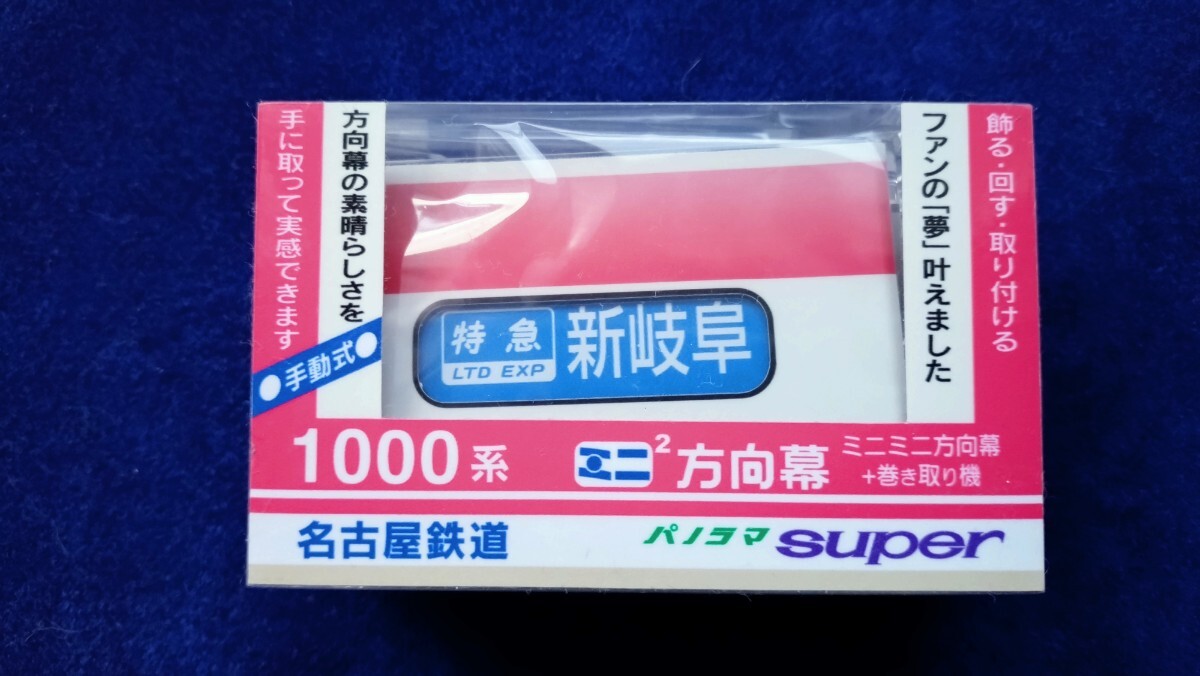 飾る・回す・取り付ける
ファンの「夢」叶えました
方向幕の素晴らしさを
手に取って実感できます
手動式
特急
LTD EXP
新岐阜
1000系
ミニ² 方向幕
ミニミニ方向幕
+巻き取り機
名古屋鉄道
パノラマ super